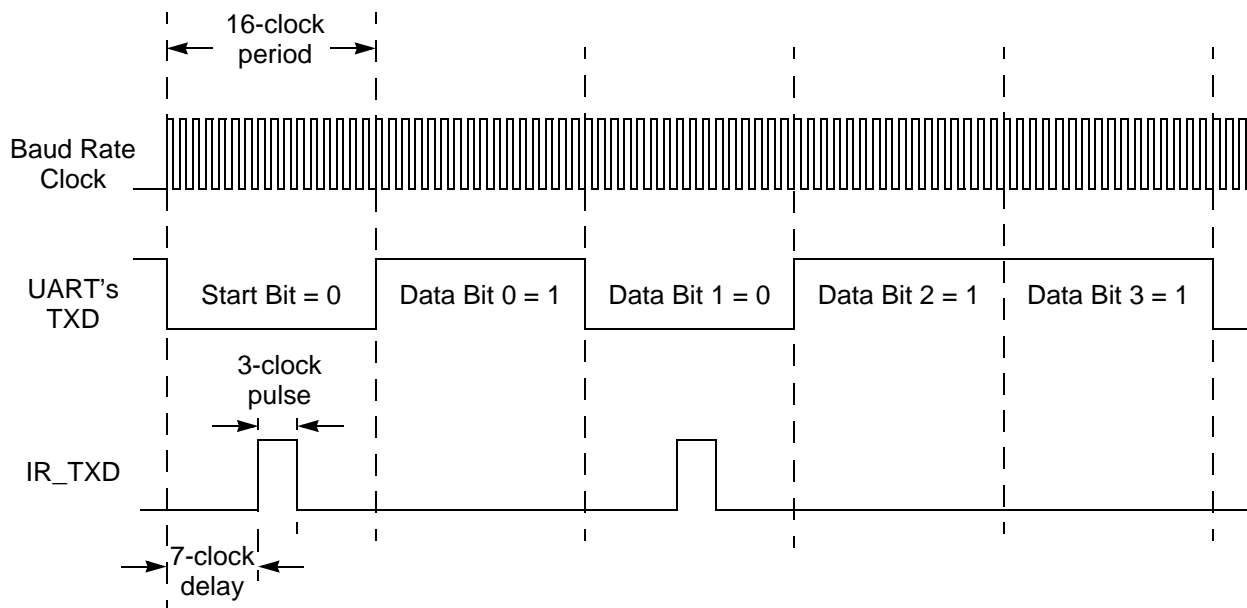 16-clock
period
Baud Rate
Clock
UART's
TXD
Start Bit = 0
Data Bit 0 = 1
Data Bit 1 = 0
Data Bit 2 = 1
Data Bit 3 = 1
3-clock
pulse
IR_TXD
7-clock
delay